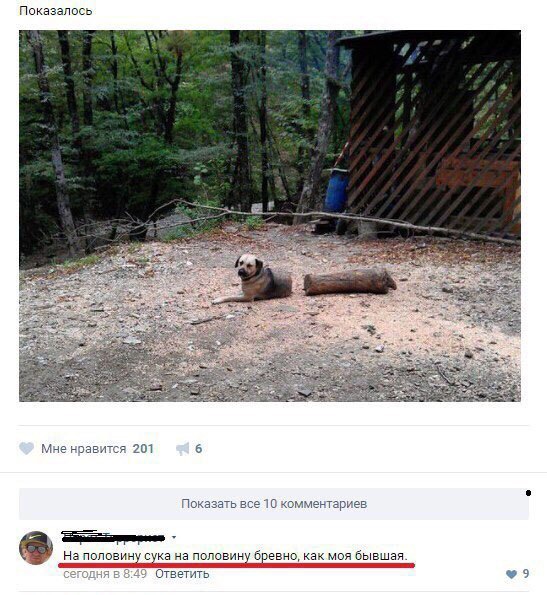 Показалось
Мне нравится 201 6
Показать все 10 комментариев
На половину сука на половину бревно, как моя бывшая.
сегодня в 8:49 Ответить 9